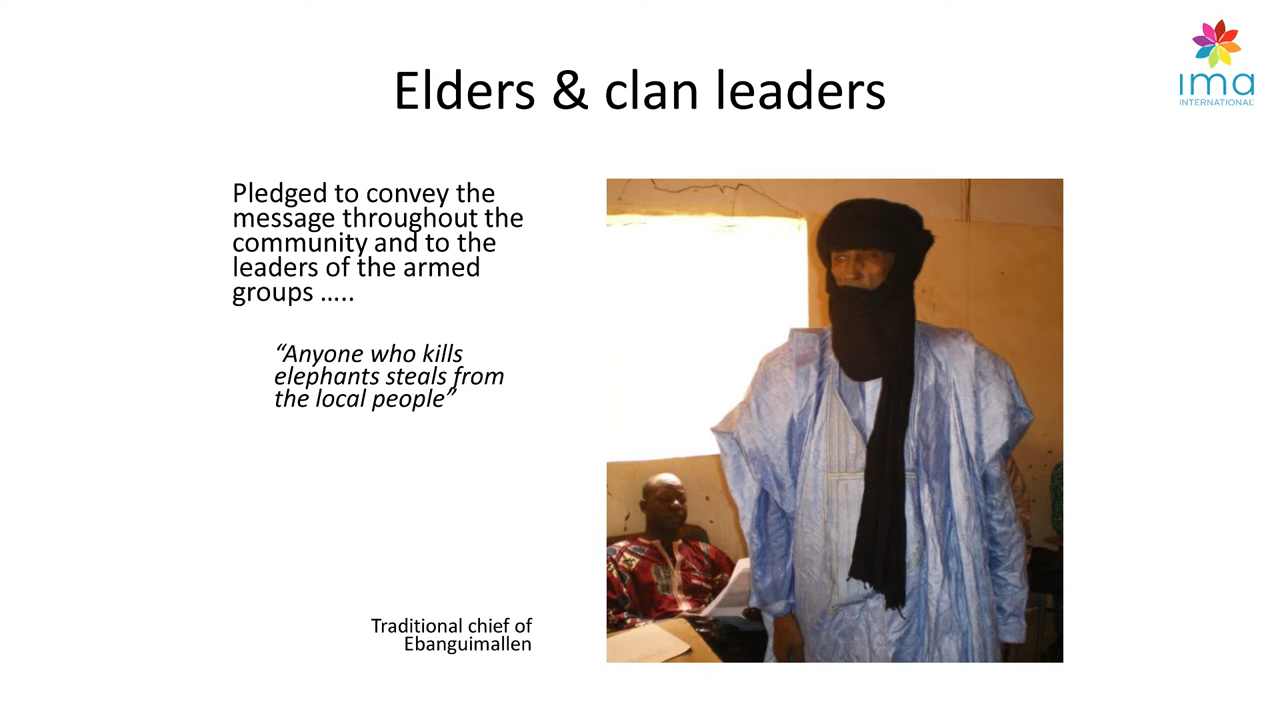 Elders & clan leaders
ima
INTERNATIONAL
Pledged to convey the
message throughout the
community and to the
leaders of the armed
groups …..
“Anyone who kills
elephants steals from
the local people”
Traditional chief of
Ebanguimallen